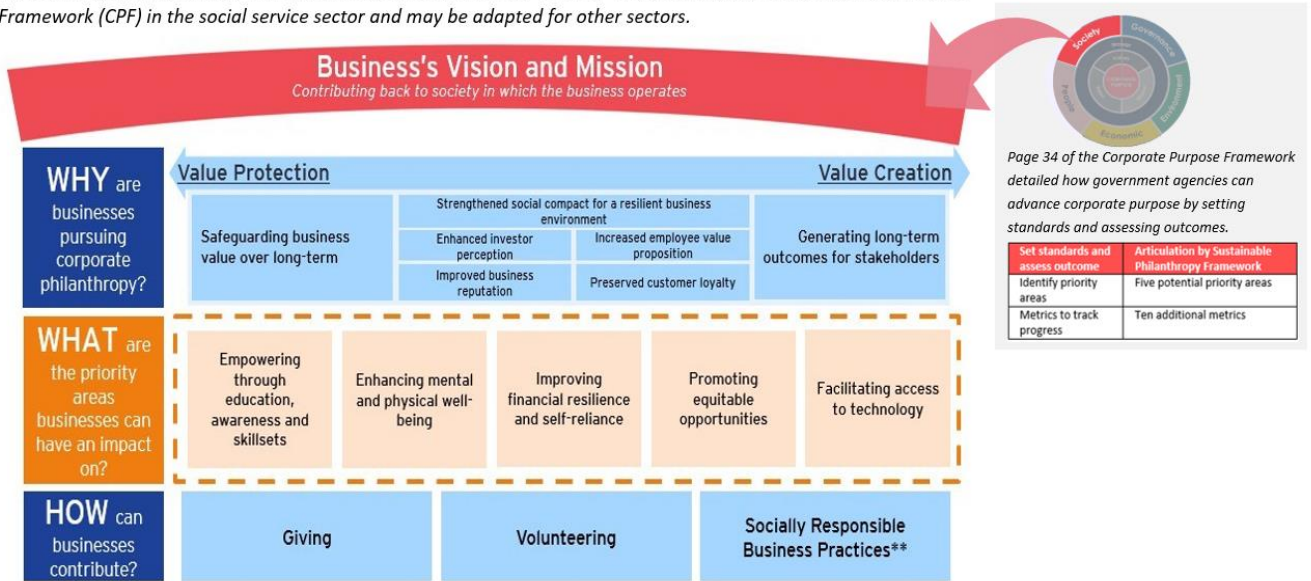 Framework (CPF) in the social service sector and may be adapted for other sectors.
Business's Vision and Mission
Contributing back to society in which the business operates
Society
Governance
Environment
Economic
People
Page 34 of the Corporate Purpose Framework
detailed how government agencies can
advance corporate purpose by setting
standards and assessing outcomes.
Set standards and
assess outcome
Articulation by Sustainable
Philanthropy Framework
Identify priority
areas
Five potential priority areas
Metrics to track
progress
Ten additional metrics
WHY are
businesses
pursuing
corporate
philanthropy?
Value Protection
Value Creation
Safeguarding business
value over long-term
Strengthened social compact for a resilient business
environment
Enhanced investor
perception
Increased employee value
proposition
Improved business
reputation
Preserved customer loyalty
Generating long-term
outcomes for stakeholders
WHAT are
the priority
areas
businesses can
have an impact
on?
Empowering
through
education,
awareness and
skillsets
Enhancing mental
and physical well-
being
Improving
financial resilience
and self-reliance
Promoting
equitable
opportunities
Facilitating access
to technology
HOW can
businesses
contribute?
Giving
Volunteering
Socially Responsible
Business Practices**